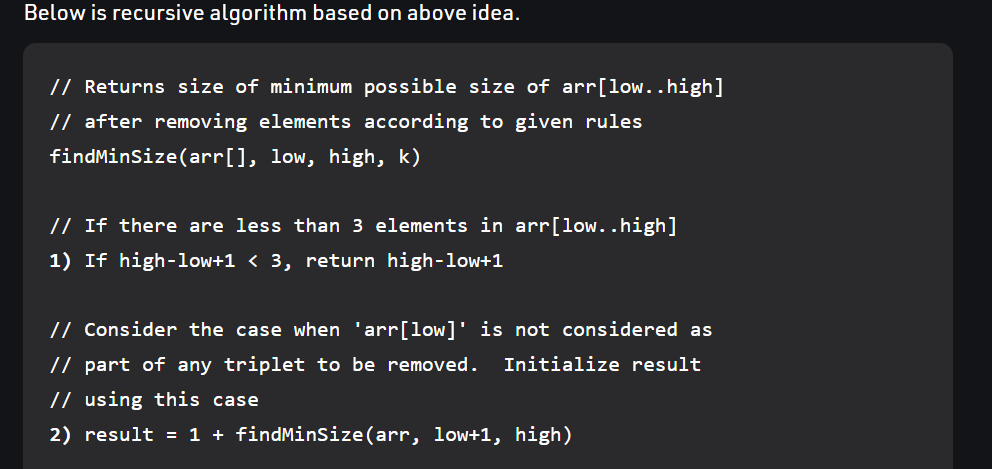 Below is recursive algorithm based on above idea.
// Returns size of minimum possible size of arr[low..high]
// after removing elements according to given rules
findMinSize(arr[], low, high, k)
// If there are less than 3 elements in arr[low..high]
1) If high-low+1 < 3, return high-low+1
// Consider the case when 'arr[low]' is not considered as
// part of any triplet to be removed.  Initialize result
// using this case
2) result = 1 + findMinSize(arr, low+1, high)